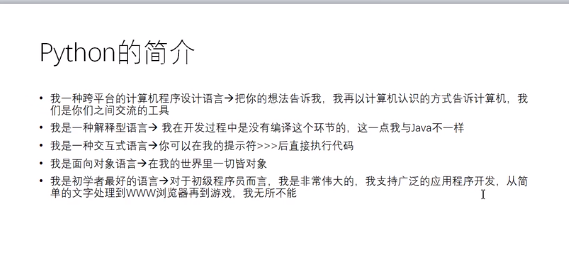 Python的简介
• 我一种跨平台的计算机程序设计语言→把你的想法告诉我，我再以计算机认识的方式告诉计算机，我
们是你们之间交流的工具
• 我是一种解释型语言→ 我在开发过程中是没有编译这个环节的，这一点我与Java不一样
• 我是一种交互式语言→你可以在我的提示符>>>后直接执行代码
• 我是面向对象语言→在我的世界里一切皆对象
• 我是初学者最好的语言→对于初级程序员而言，我是非常伟大的，我支持广泛的应用程序开发，从简
单的文字处理到WWW浏览器再到游戏，我无所不能